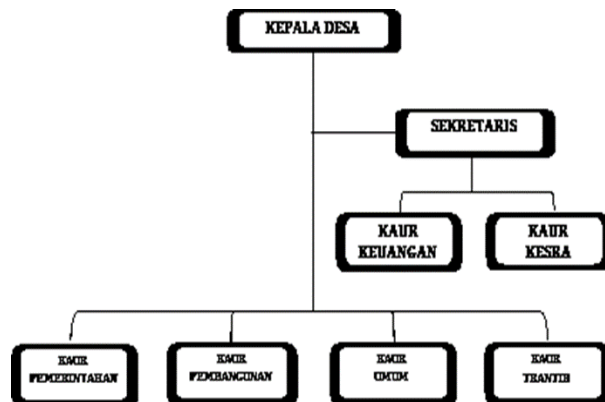 KEPALA DESA
SEKRETARIS
KAUR
KEUANGAN
KAUR
KESRA
KAUR
PEMERINTAHAN
KAUR
PEMBANGUNAN
KAUR
UMUM
KAUR
TRANTIB